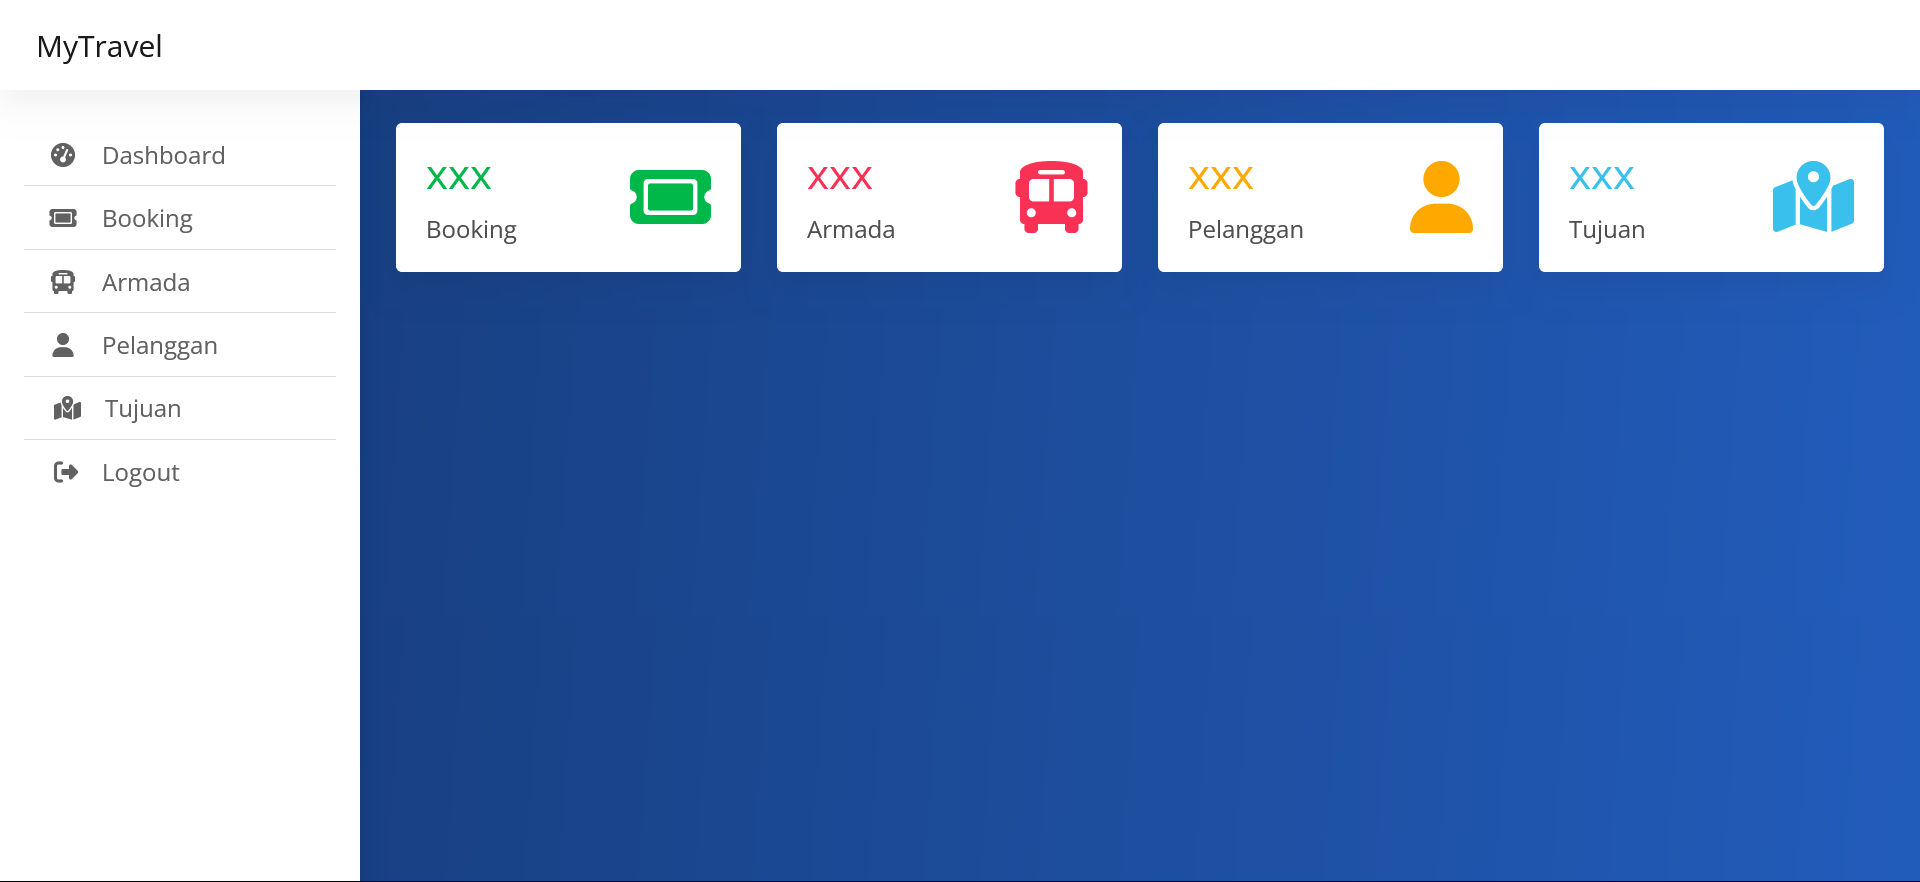 MyTravel
Dashboard
Booking
Armada
Pelanggan
Tujuan
Logout
xxx
Booking
xxx
Armada
xxx
Pelanggan
xxx
Tujuan